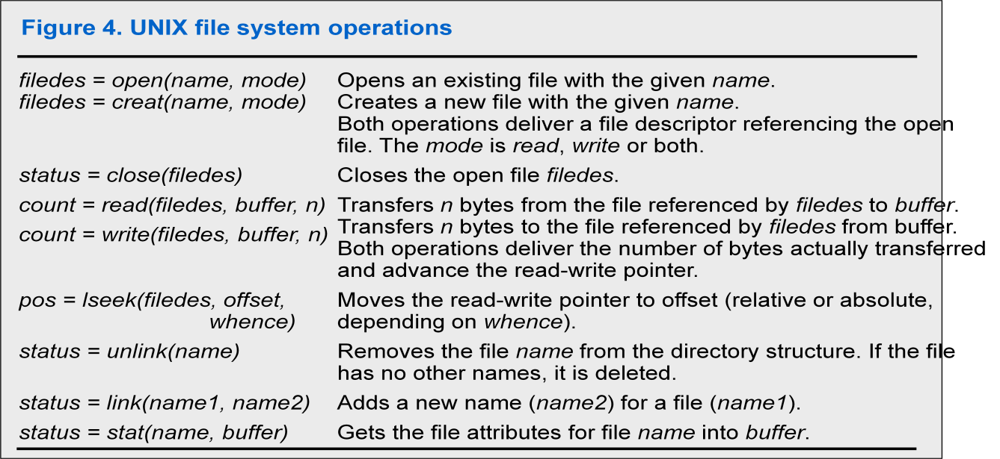 Figure 4. UNIX file system operations
filedes = open(name, mode) Opens an existing file with the given name.
filedes = creat(name, mode) Creates a new file with the given name.
Both operations deliver a file descriptor referencing the open
file. The mode is read, write or both.
status = close(filedes) Closes the open file filedes.
count = read(filedes, buffer, n) Transfers n bytes from the file referenced by filedes to buffer.
count = write(filedes, buffer, n) Transfers n bytes to the file referenced by filedes from buffer.
Both operations deliver the number of bytes actually transferred
and advance the read-write pointer.
pos = lseek(filedes, offset, Moves the read-write pointer to offset (relative or absolute,
whence) depending on whence).
status = unlink(name) Removes the file name from the directory structure. If the file
has no other names, it is deleted.
status = link(name1, name2) Adds a new name (name2) for a file (name1).
status = stat(name, buffer) Gets the file attributes for file name into buffer.